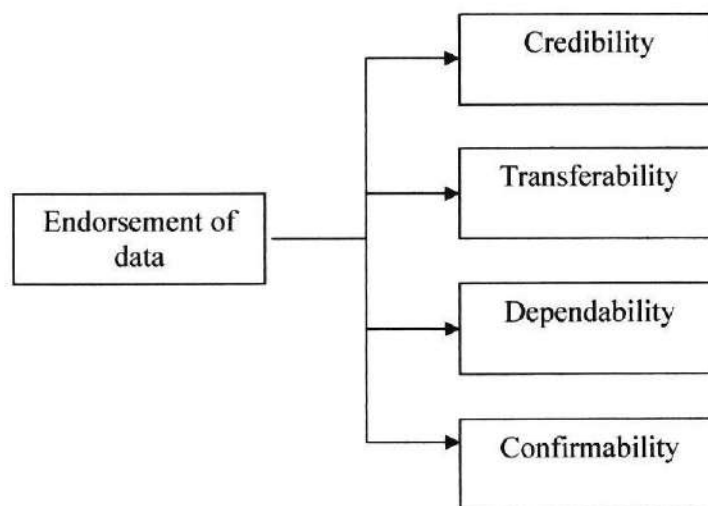 Credibility
Transferability
Endorsement of
data
Dependability
Confirmability